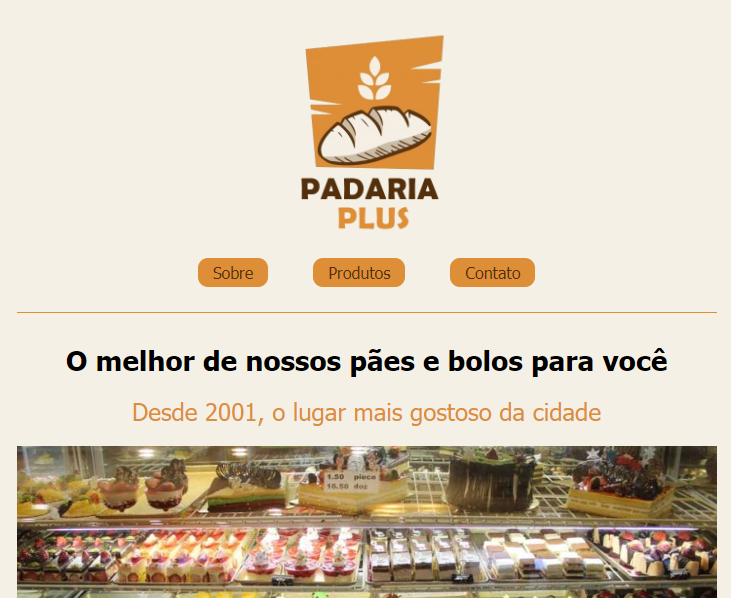 PADARIA
PLUS
Sobre
Produtos
Contato
O melhor de nossos pães e bolos para você
Desde 2001, o lugar mais gostoso da cidade
1.50 piece
16.50 doz